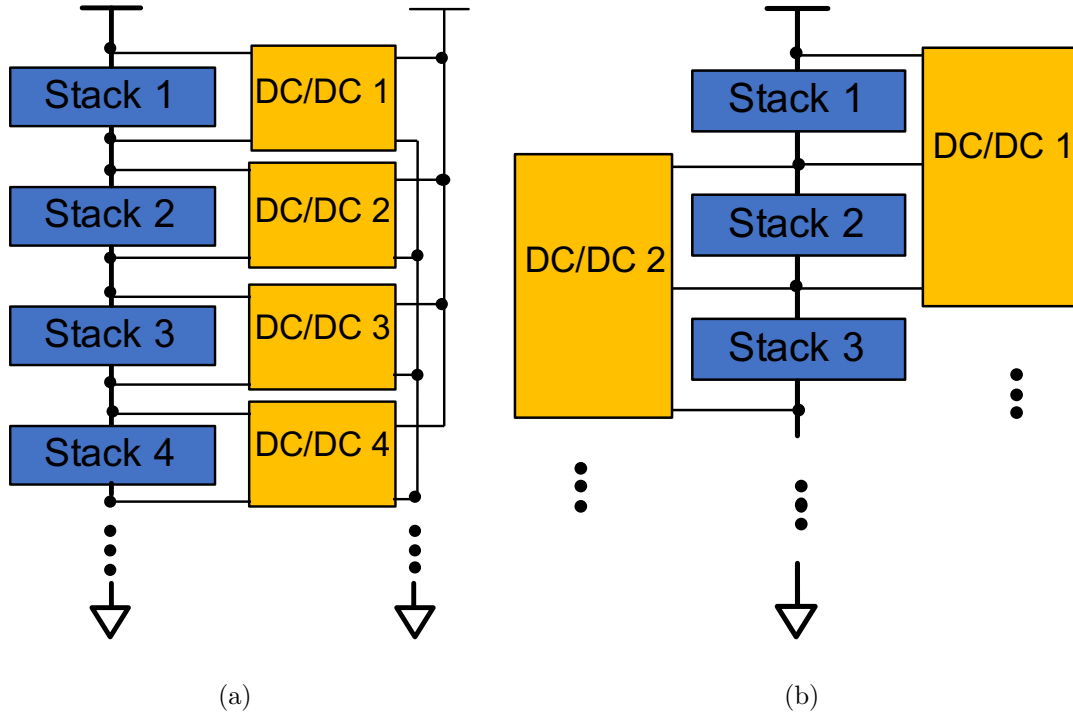 Stack 1
DC/DC 1
Stack 2
DC/DC 2
Stack 3
DC/DC 3
Stack 4
DC/DC 4
(a)
Stack 1
DC/DC 1
Stack 2
DC/DC 2
Stack 3
(b)